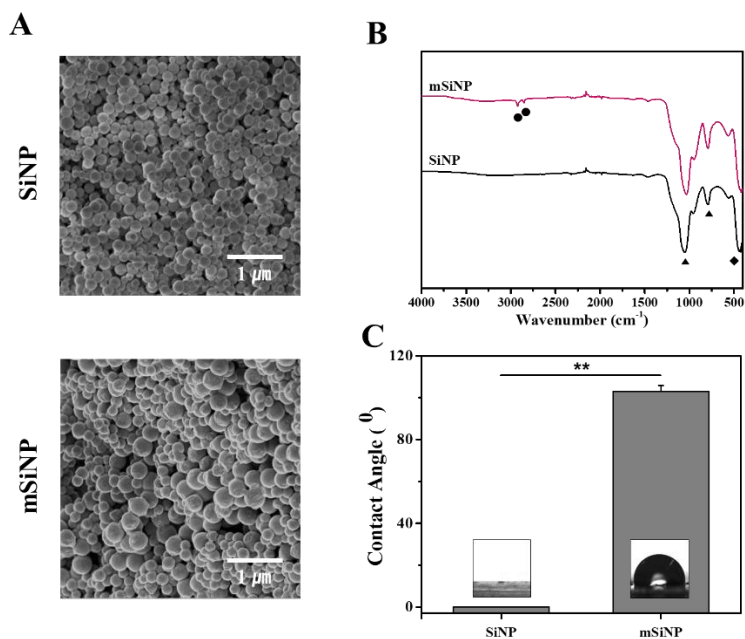 A
SiNP
1 μm
mSiNP
1 μm
B
mSiNP
SiNP
4000 3500 3000 2500 2000 1500 1000 500
Wavenumber (cm-1)
C
120
80
40
0
Contact Angle ( 0)
**
SiNP mSiNP